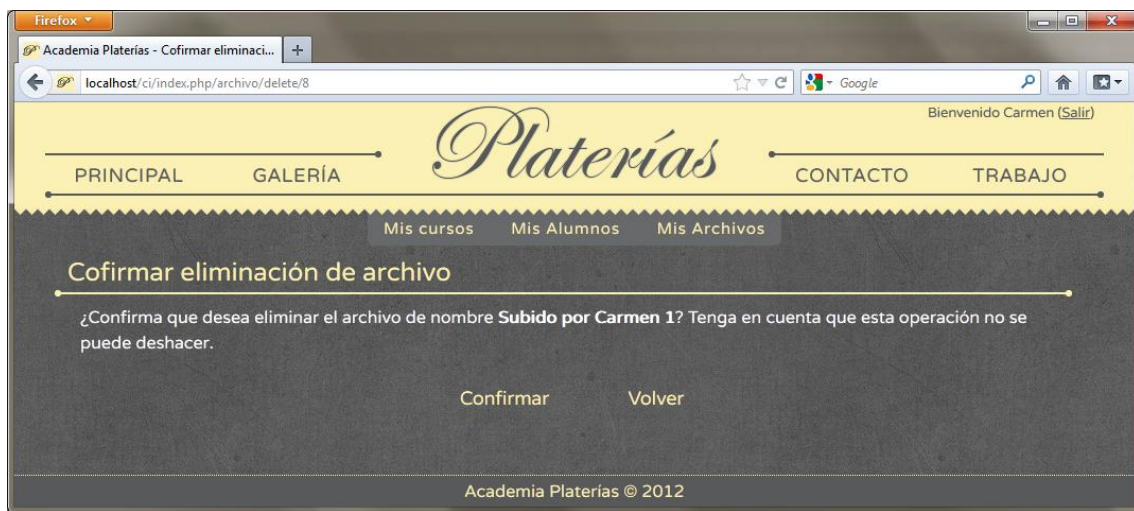 Firefox
Academia Platerías - Cofirmar eliminaci...
localhost/ci/index.php/archivo/delete/8
Google
Bienvenido Carmen (Salir)
Platerías
PRINCIPAL GALERÍA CONTACTO TRABAJO
Mis cursos Mis Alumnos Mis Archivos
Cofirmar eliminación de archivo
¿Confirma que desea eliminar el archivo de nombre Subido por Carmen 1? Tenga en cuenta que esta operación no se
puede deshacer.
Confirmar Volver
Academia Platerías © 2012